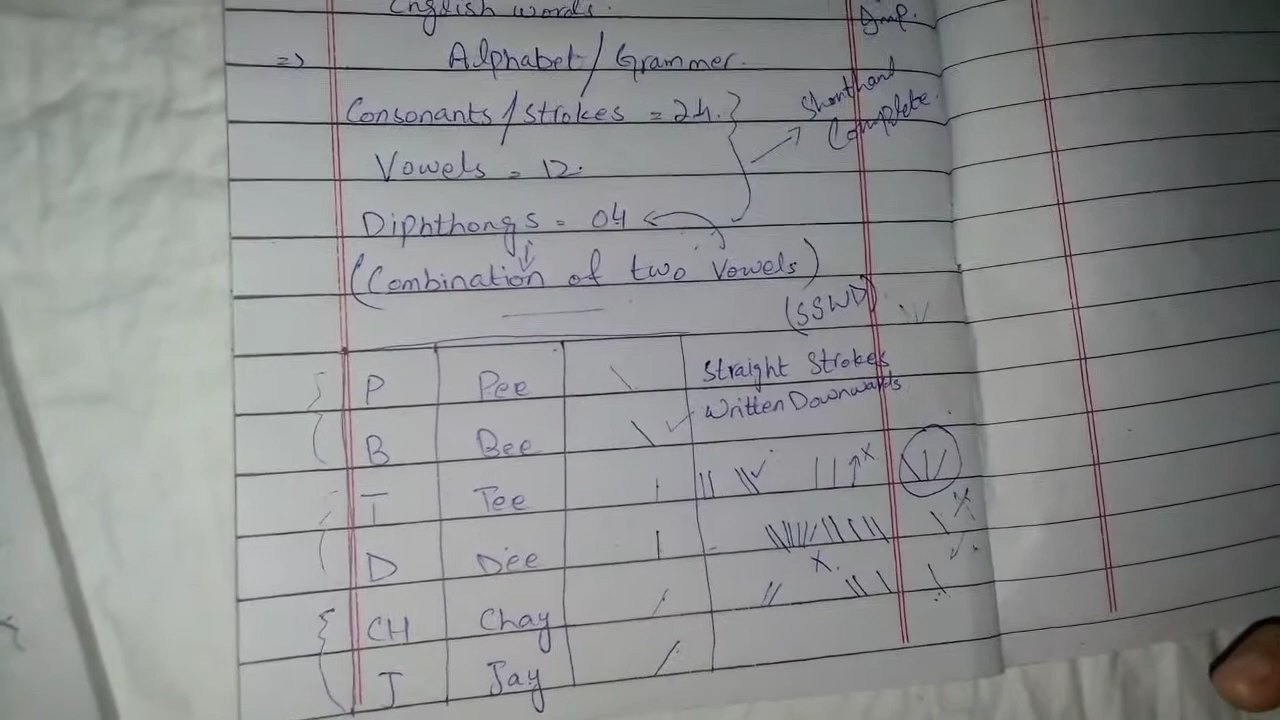 English words.
Imp.
=> Alphabet/Grammer.
Consonants/Strokes = 24.
Shorthand
Complete.
Vowels = 12.
Diphthongs = 04
(Combination of two vowels)
(SSWD)
P Pee \ Straight Strokes
Written Downwards
B Bee \
T Tee |
D Dee |
CH Chay /
J Jay /